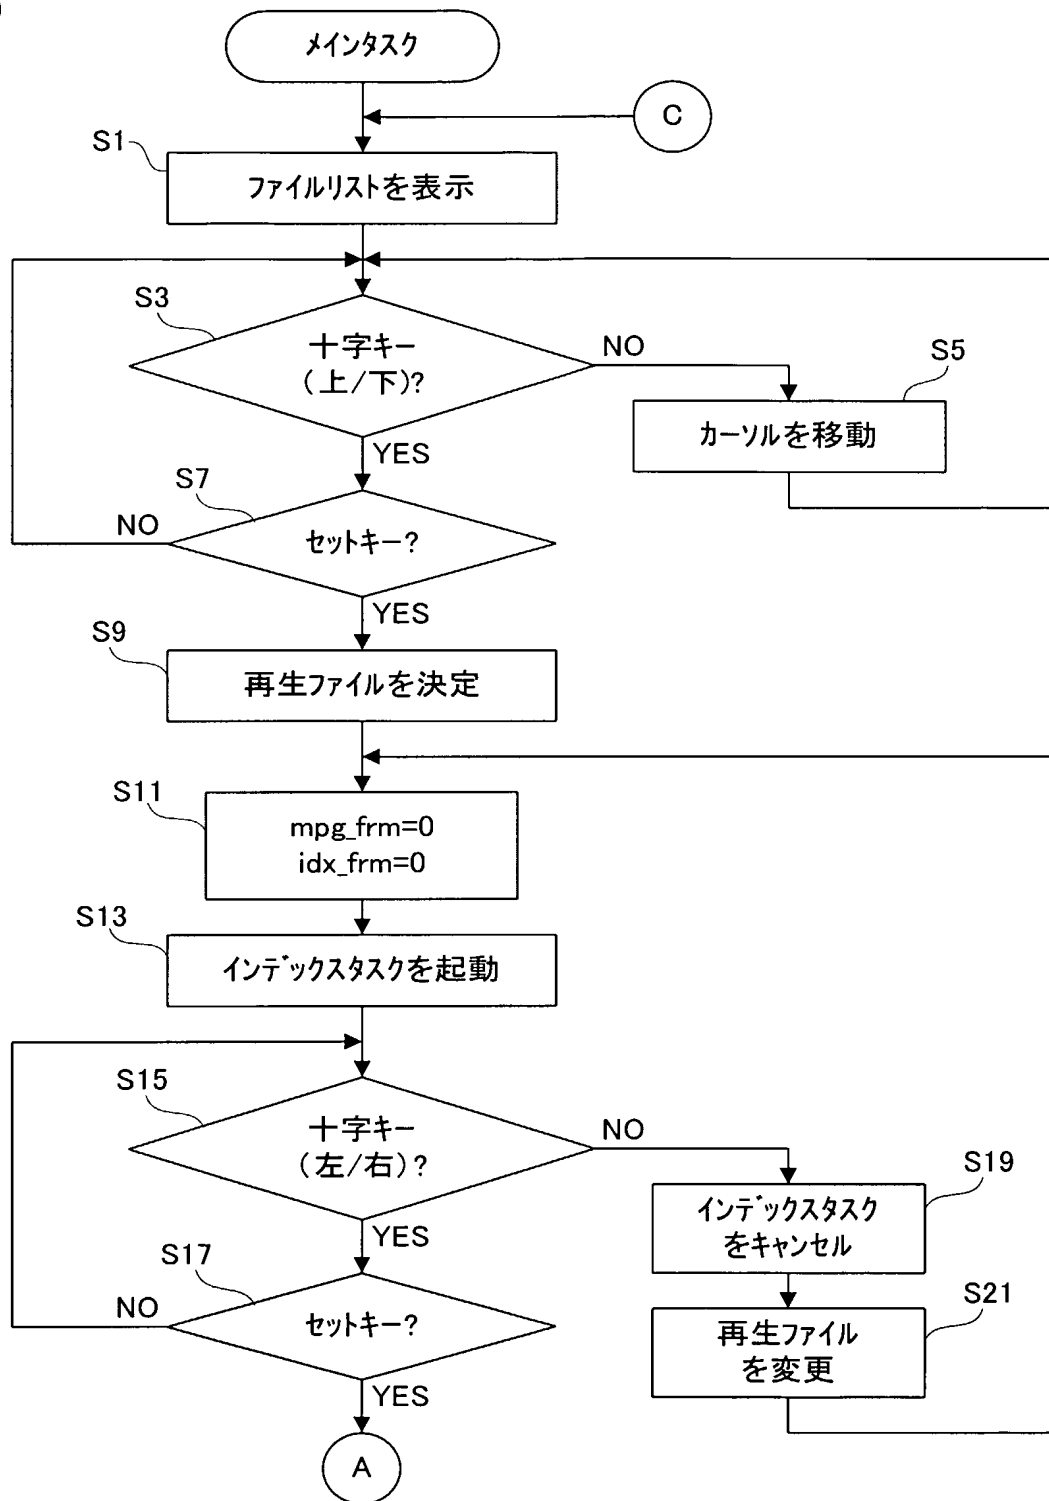 メインタスク
C
S1
ファイルリストを表示
S3
十字キー
(上/下)?
NO
S5
カーソルを移動
YES
S7
NO
セットキー?
YES
S9
再生ファイルを決定
S11
mpg_frm=0
idx_frm=0
S13
インデックスタスクを起動
S15
十字キー
(左/右)?
NO
S19
インデックスタスク
をキャンセル
YES
S17
NO
セットキー?
S21
再生ファイル
を変更
YES
A